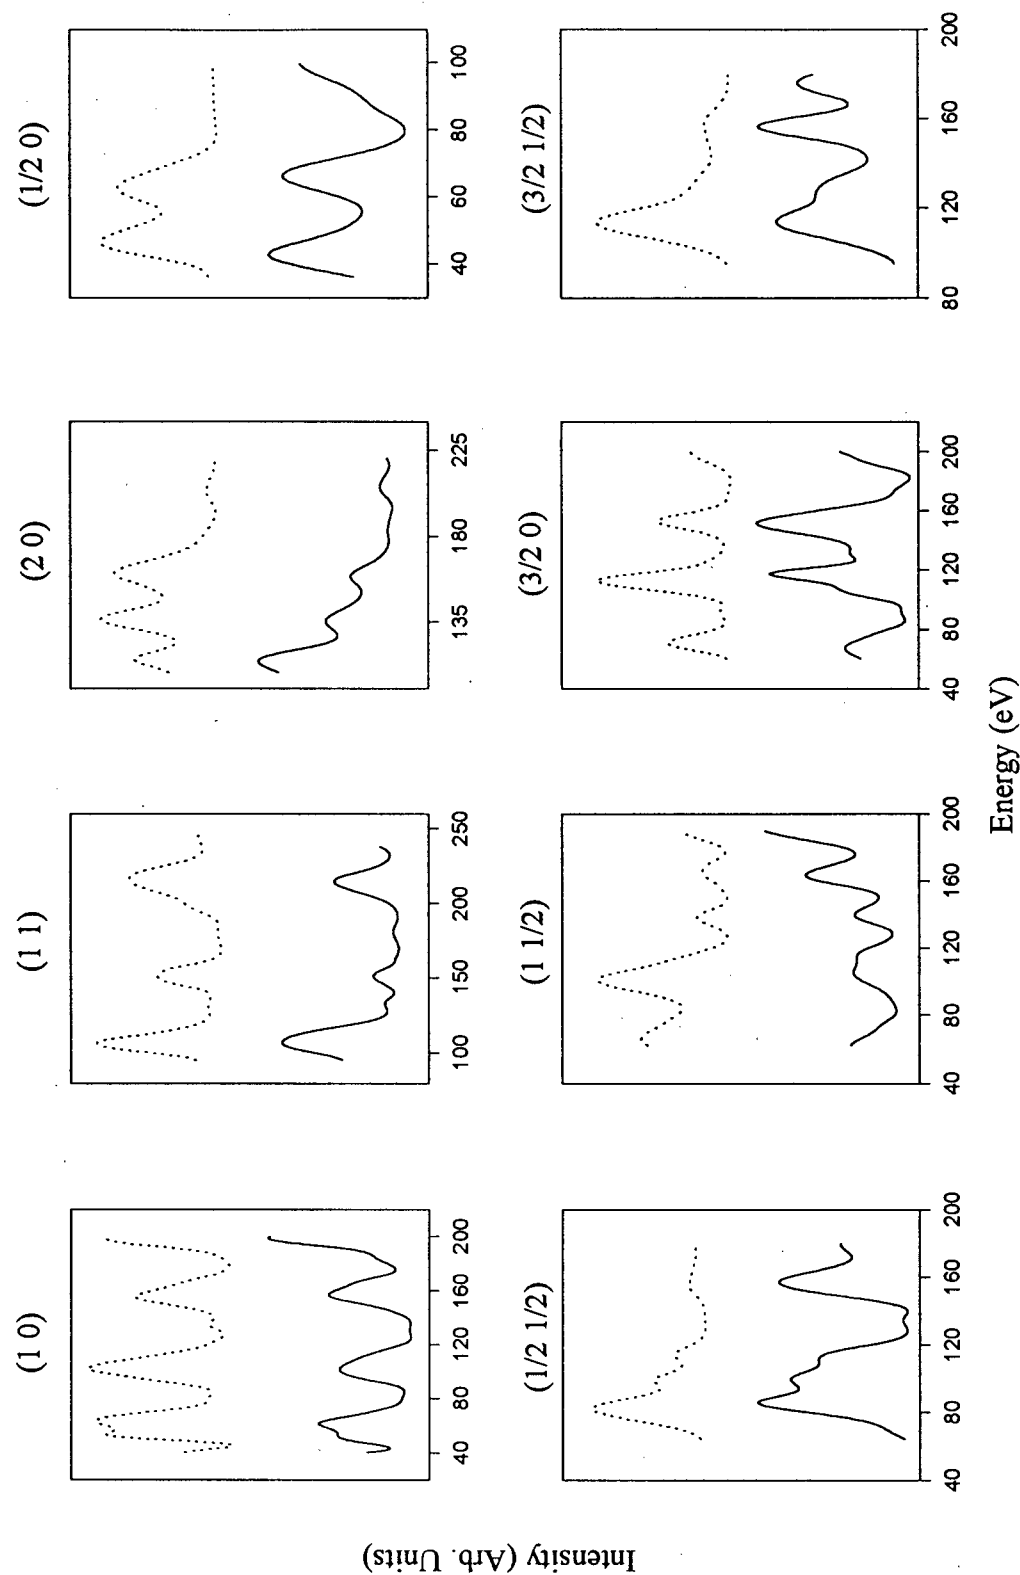 (1 0)
(1 1)
(2 0)
(1/2 0)
40 80 120 160 200
100 150 200 250
135 180 225
40 60 80 100
(1/2 1/2)
(1 1/2)
(3/2 0)
(3/2 1/2)
40 80 120 160 200
40 80 120 160 200
40 80 120 160 200
80 120 160 200
Intensity (Arb. Units)
Energy (eV)